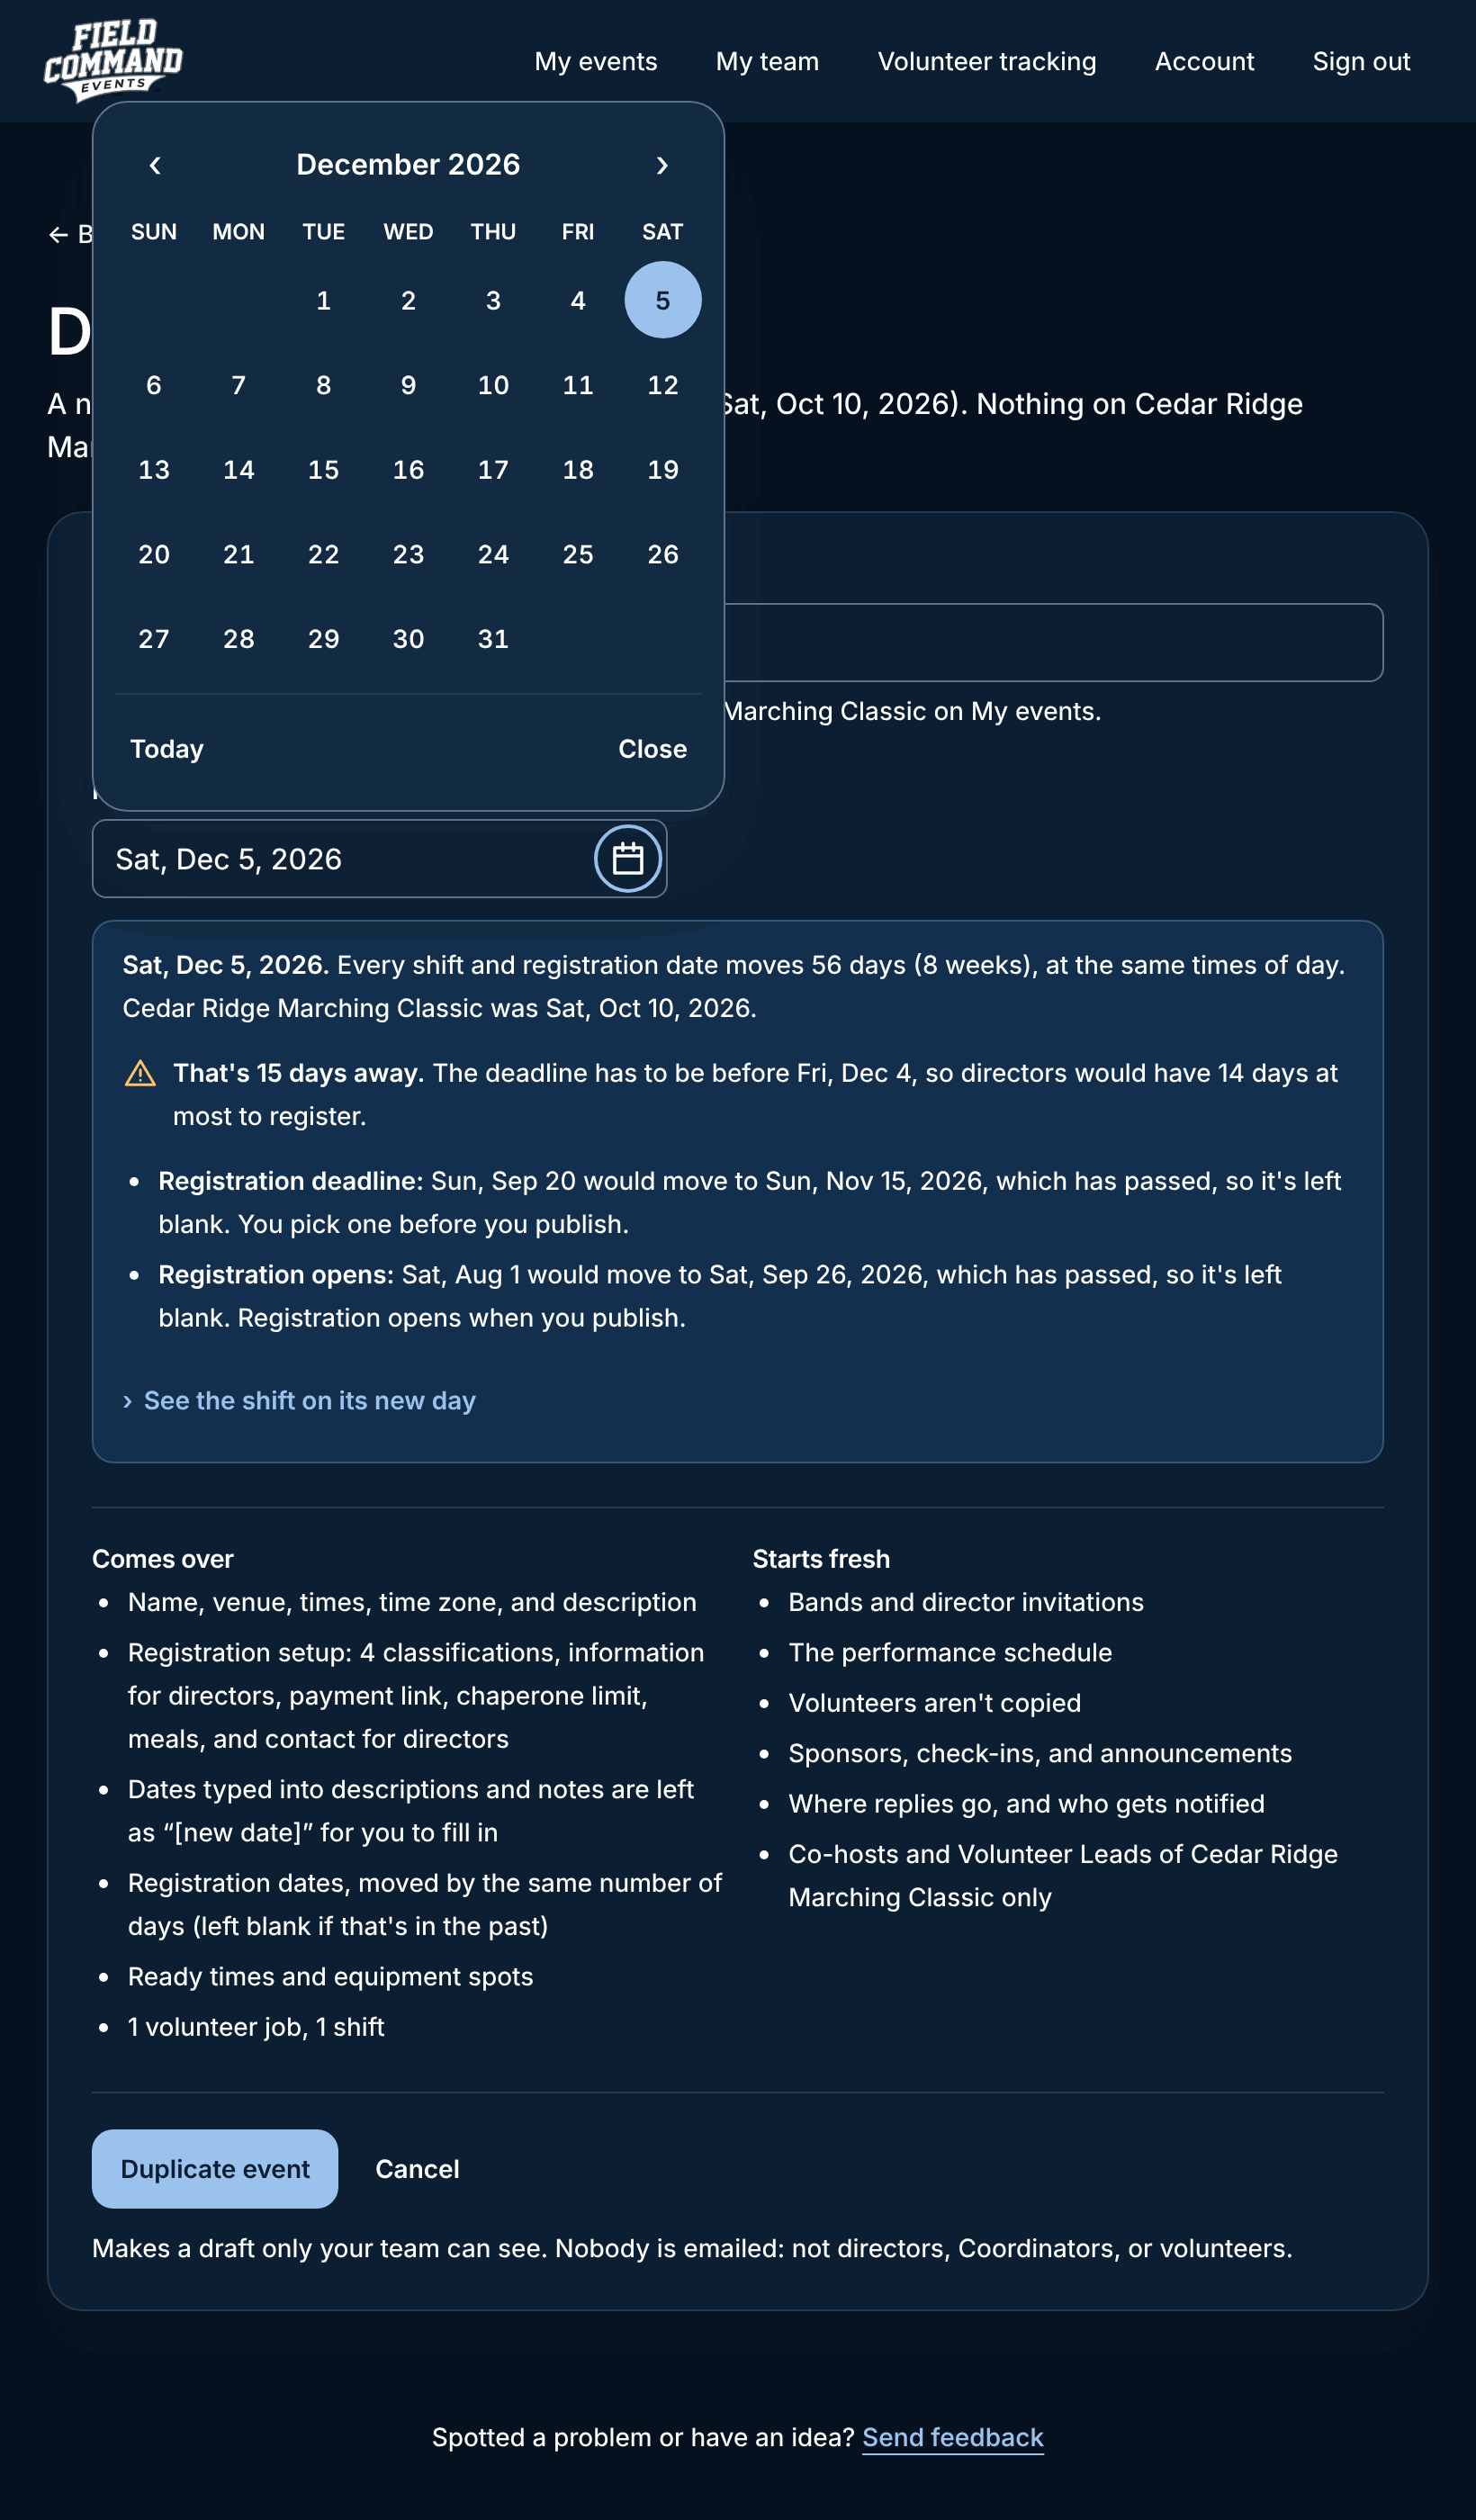 FIELD
COMMAND
EVENTS
My events
My team
Volunteer tracking
Account
Sign out
‹
December 2026
›
SUN MON TUE WED THU FRI SAT
1 2 3 4 5
6 7 8 9 10 11 12
13 14 15 16 17 18 19
20 21 22 23 24 25 26
27 28 29 30 31
Today
Close
← B
D
A n
Sat, Oct 10, 2026). Nothing on Cedar Ridge
Mar
Marching Classic on My events.
Sat, Dec 5, 2026
Sat, Dec 5, 2026. Every shift and registration date moves 56 days (8 weeks), at the same times of day.
Cedar Ridge Marching Classic was Sat, Oct 10, 2026.
That's 15 days away. The deadline has to be before Fri, Dec 4, so directors would have 14 days at
most to register.
• Registration deadline: Sun, Sep 20 would move to Sun, Nov 15, 2026, which has passed, so it's left
blank. You pick one before you publish.
• Registration opens: Sat, Aug 1 would move to Sat, Sep 26, 2026, which has passed, so it's left
blank. Registration opens when you publish.
› See the shift on its new day
Comes over
• Name, venue, times, time zone, and description
• Registration setup: 4 classifications, information
for directors, payment link, chaperone limit,
meals, and contact for directors
• Dates typed into descriptions and notes are left
as “[new date]” for you to fill in
• Registration dates, moved by the same number of
days (left blank if that's in the past)
• Ready times and equipment spots
• 1 volunteer job, 1 shift
Starts fresh
• Bands and director invitations
• The performance schedule
• Volunteers aren't copied
• Sponsors, check-ins, and announcements
• Where replies go, and who gets notified
• Co-hosts and Volunteer Leads of Cedar Ridge
Marching Classic only
Duplicate event
Cancel
Makes a draft only your team can see. Nobody is emailed: not directors, Coordinators, or volunteers.
Spotted a problem or have an idea? Send feedback